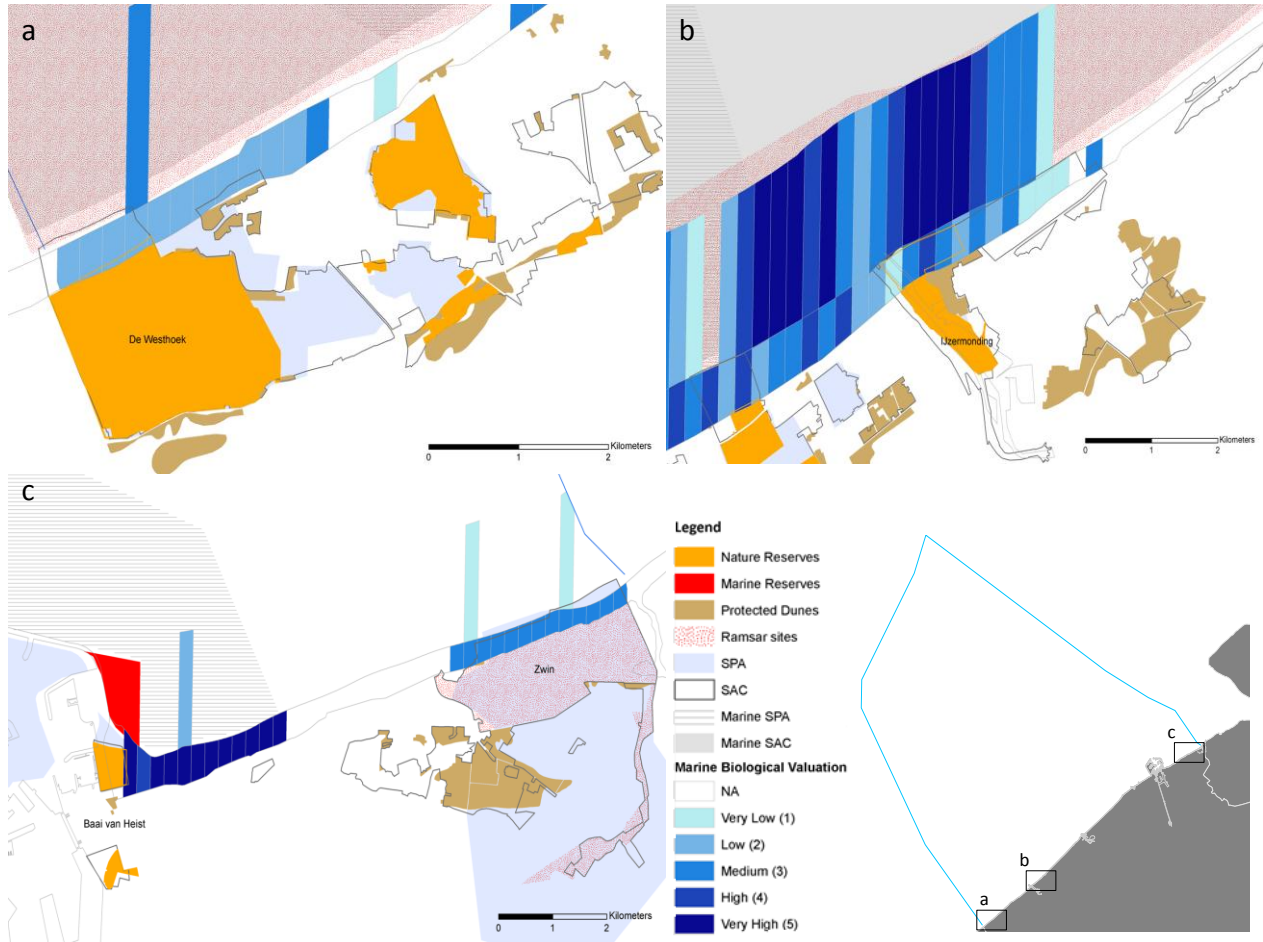 a
De Westhoek
0 1 2
Kilometers
b
IJzermonding
0 1 2
Kilometers
c
Baai van Heist
Zwin
0 1 2
Kilometers
Legend
Nature Reserves
Marine Reserves
Protected Dunes
Ramsar sites
SPA
SAC
Marine SPA
Marine SAC
Marine Biological Valuation
NA
Very Low (1)
Low (2)
Medium (3)
High (4)
Very High (5)
c
b
a